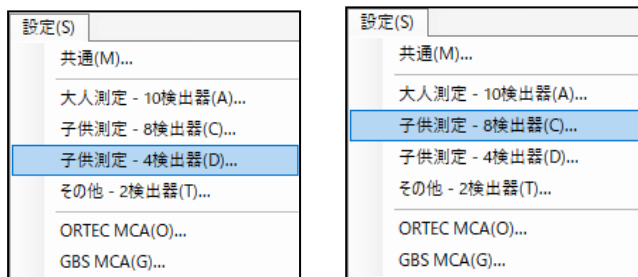 設定(S)
共通(M)...
大人測定 - 10検出器(A)...
子供測定 - 8検出器(C)...
子供測定 - 4検出器(D)...
その他 - 2検出器(T)...
ORTEC MCA(O)...
GBS MCA(G)...
設定(S)
共通(M)...
大人測定 - 10検出器(A)...
子供測定 - 8検出器(C)...
子供測定 - 4検出器(D)...
その他 - 2検出器(T)...
ORTEC MCA(O)...
GBS MCA(G)...